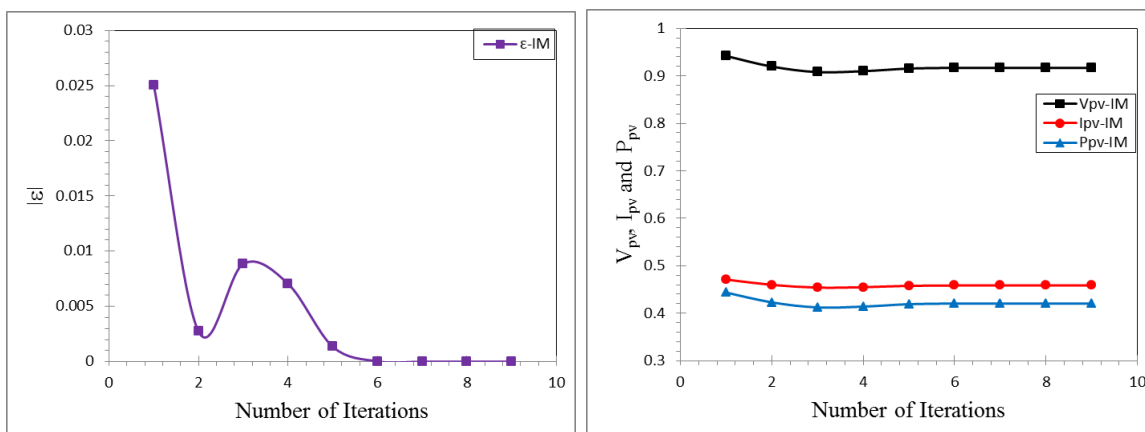 0.03
0.025
0.02
0.015
0.01
0.005
0
|ε|
ε-IM
0 2 4 6 8 10
Number of Iterations
1
0.9
0.8
0.7
0.6
0.5
0.4
0.3
Vpv, Ipv and Ppv
Vpv-IM
Ipv-IM
Ppv-IM
0 2 4 6 8 10
Number of Iterations